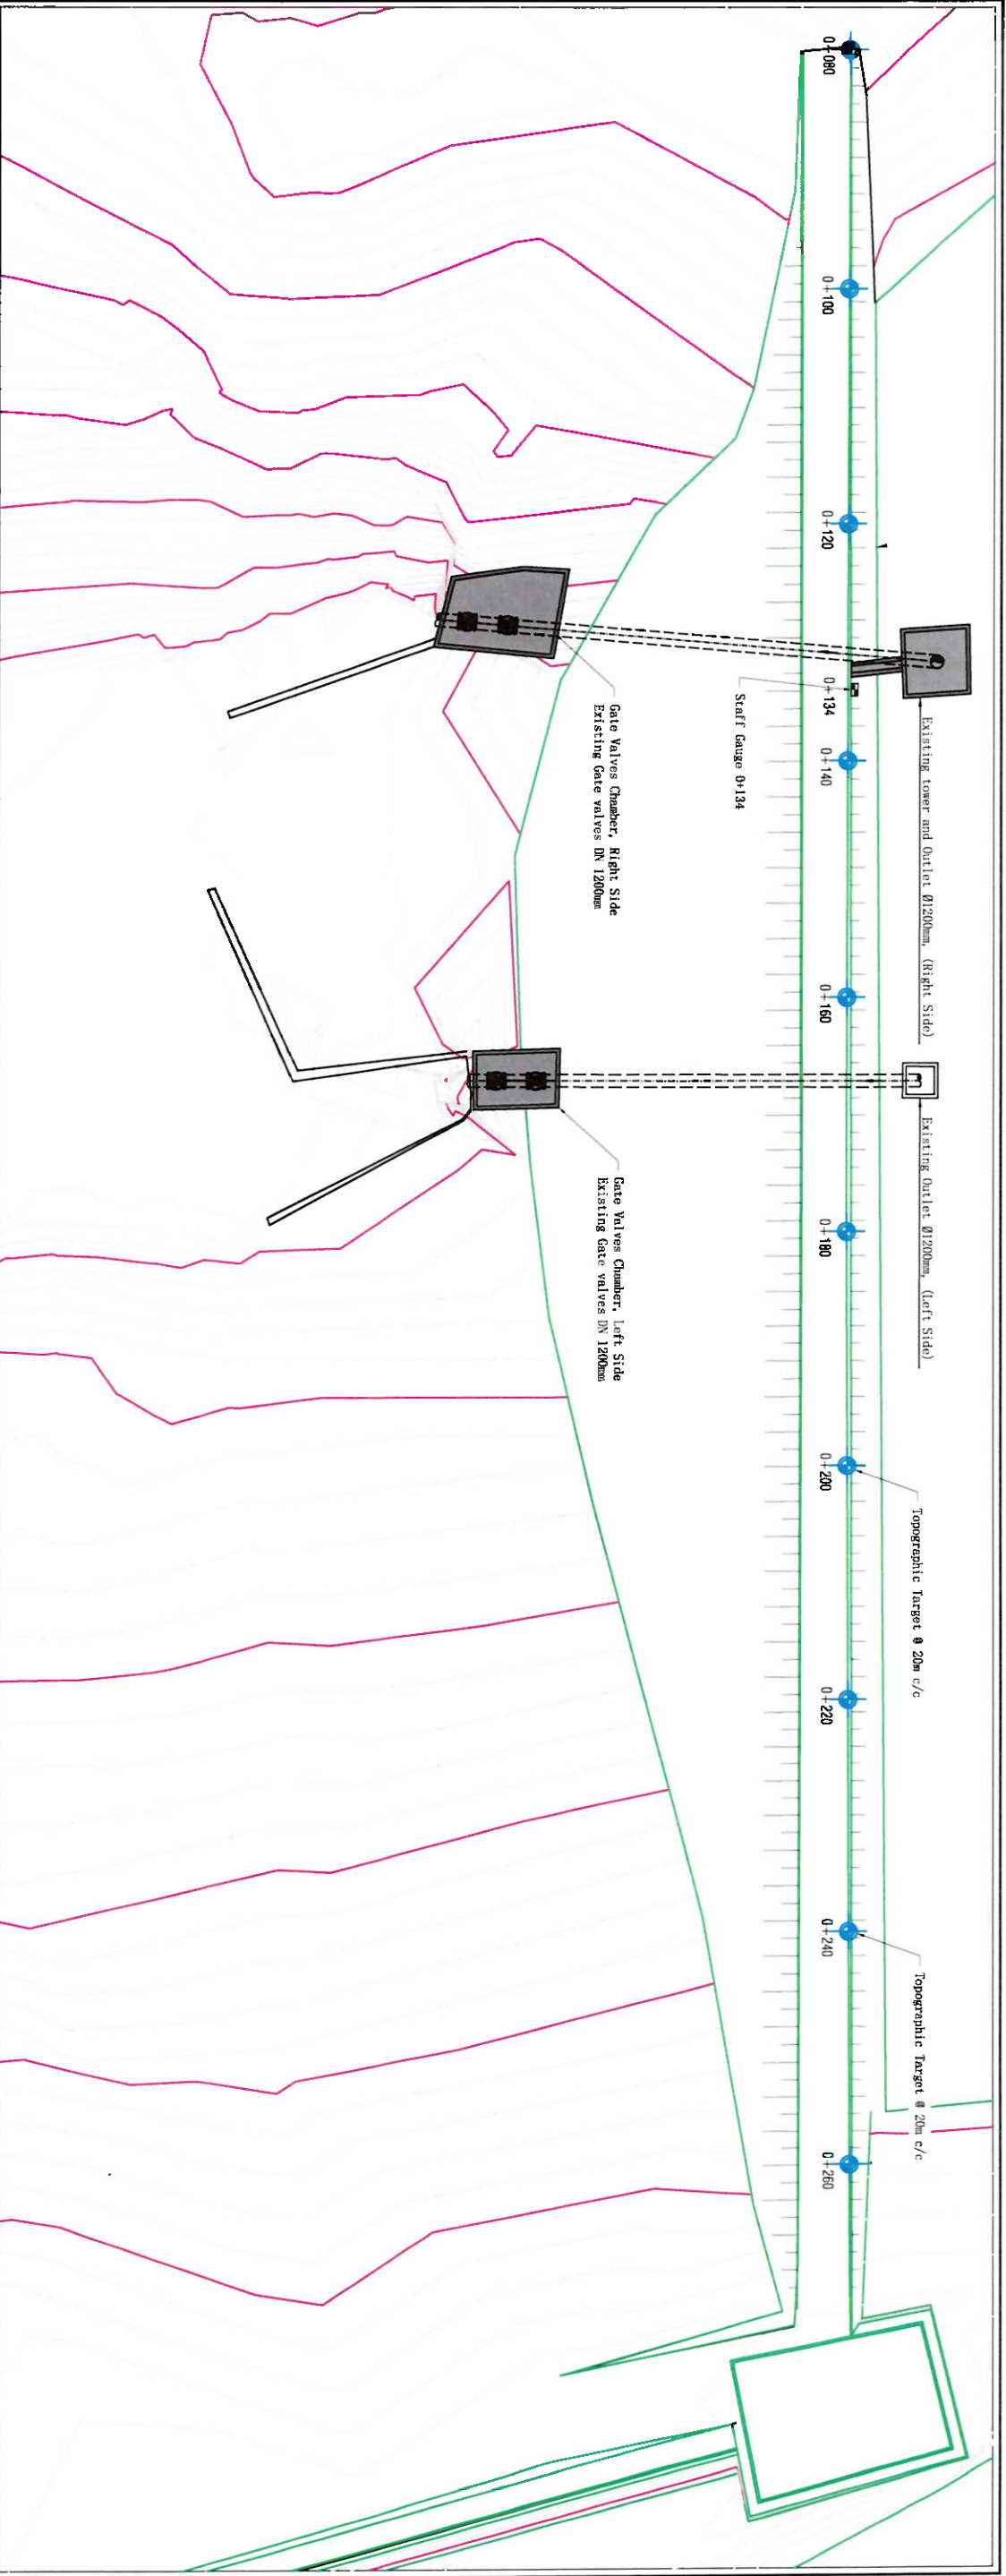 Existing tower and Outlet Ø1200mm, (Right Side)
Existing Outlet Ø1200mm, (Left Side)
Topographic Target @ 20m c/c
Topographic Target @ 20m c/c
0+080
0+100
0+120
0+134
0+140
0+160
0+180
0+200
0+220
0+240
0+260
Staff Gauge 0+134
Gate Valves Chamber, Right Side
Existing Gate valves DN 1200mm
Gate Valves Chamber, Left Side
Existing Gate valves DN 1200mm